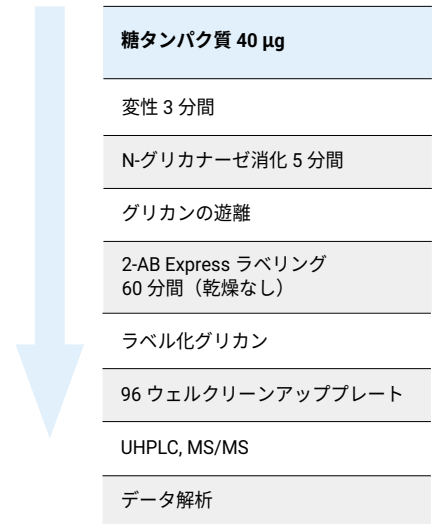 糖タンパク質 40 µg
変性 3 分間
N-グリカナーゼ消化 5 分間
グリカンの遊離
2-AB Express ラベリング
60 分間（乾燥なし）
ラベル化グリカン
96 ウェルクリーンアッププレート
UHPLC, MS/MS
データ解析